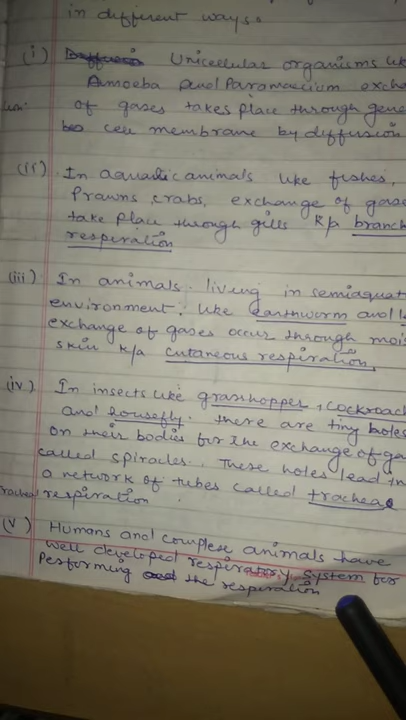 in different ways.
(i) Diffusion Unicellular organisms like
Amoeba and Paramoecium exch
of gases takes place through gene
cell membrane by diffusion
(ii) In aquatic animals like fishes,
Prawns, crabs, exchange of gases
take place through gills k/a branch
respiration
(iii) In animals living in semiaquat
environment. like earthworm and l
exchange of gases occur through moi
skin k/a cutaneous respiration.
(iv) In insects like grasshopper, cockroach
and housefly. there are tiny holes
on their bodies for the exchange of ga
called spiracles. These holes lead in
a network of tubes called tracheae
respiration
(v) Humans and complex animals have
well developed respiratory system for
Performing the respiration